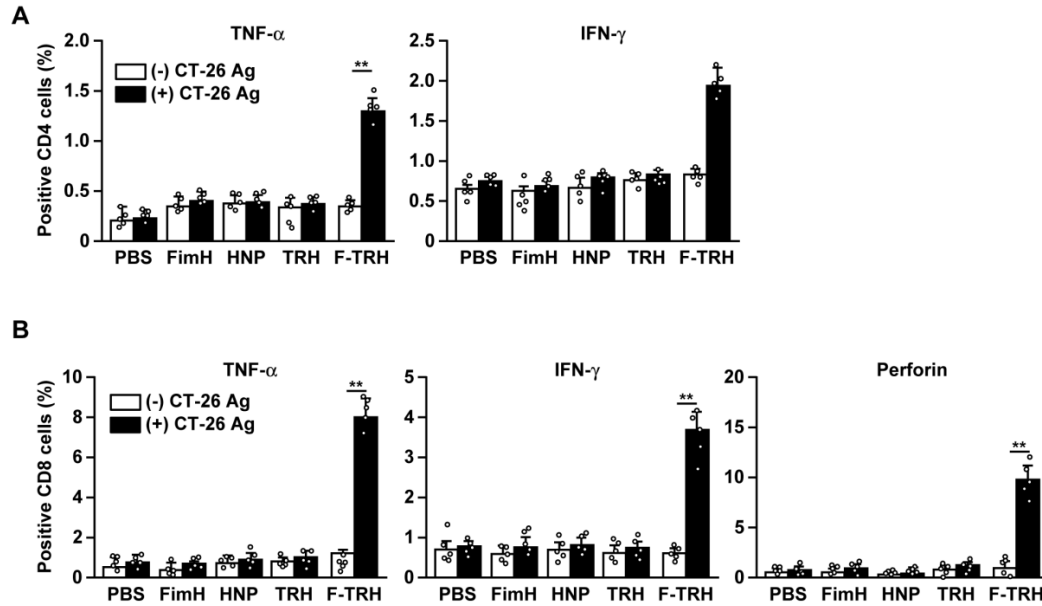 A
TNF-α
IFN-γ
Positive CD4 cells (%)
2.0
1.5
1.0
0.5
0
(-) CT-26 Ag
(+) CT-26 Ag
**
PBS FimH HNP TRH F-TRH
2.5
2.0
1.5
1.0
0.5
0
PBS FimH HNP TRH F-TRH
B
TNF-α
IFN-γ
Perforin
Positive CD8 cells (%)
10
8
6
4
2
0
(-) CT-26 Ag
(+) CT-26 Ag
**
PBS FimH HNP TRH F-TRH
5
4
3
2
1
0
**
PBS FimH HNP TRH F-TRH
20
15
10
5
0
**
PBS FimH HNP TRH F-TRH